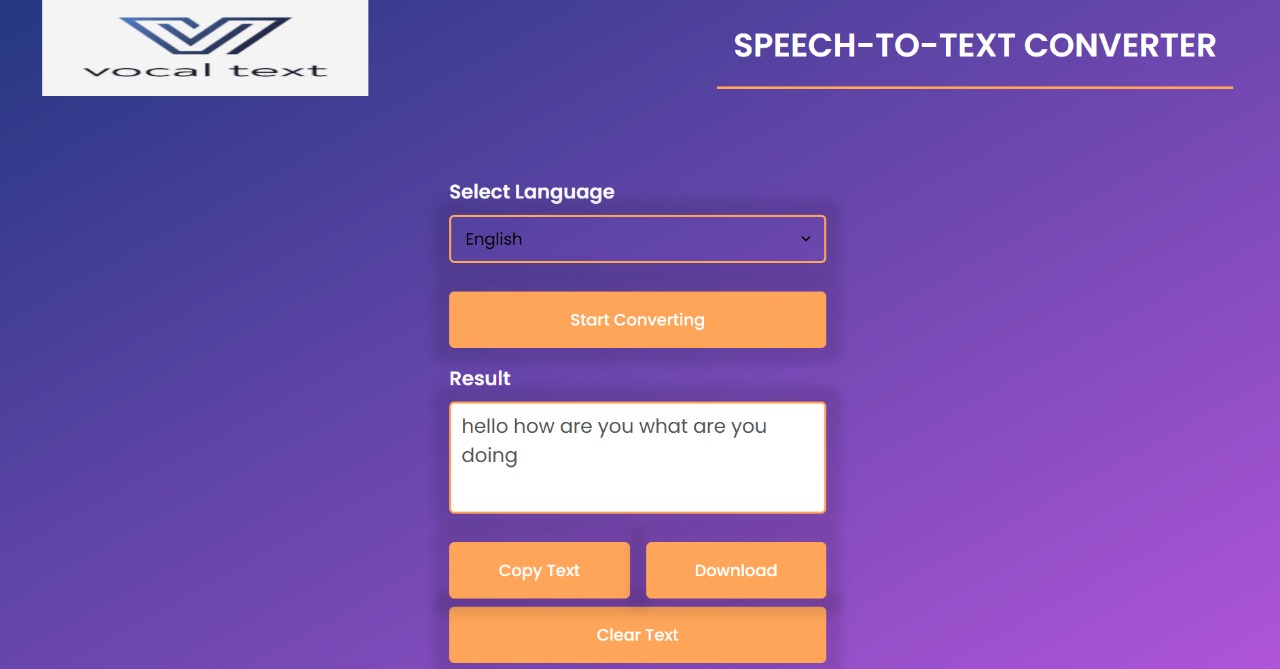 vocal text
SPEECH-TO-TEXT CONVERTER
Select Language
English
Start Converting
Result
hello how are you what are you
doing
Copy Text
Download
Clear Text